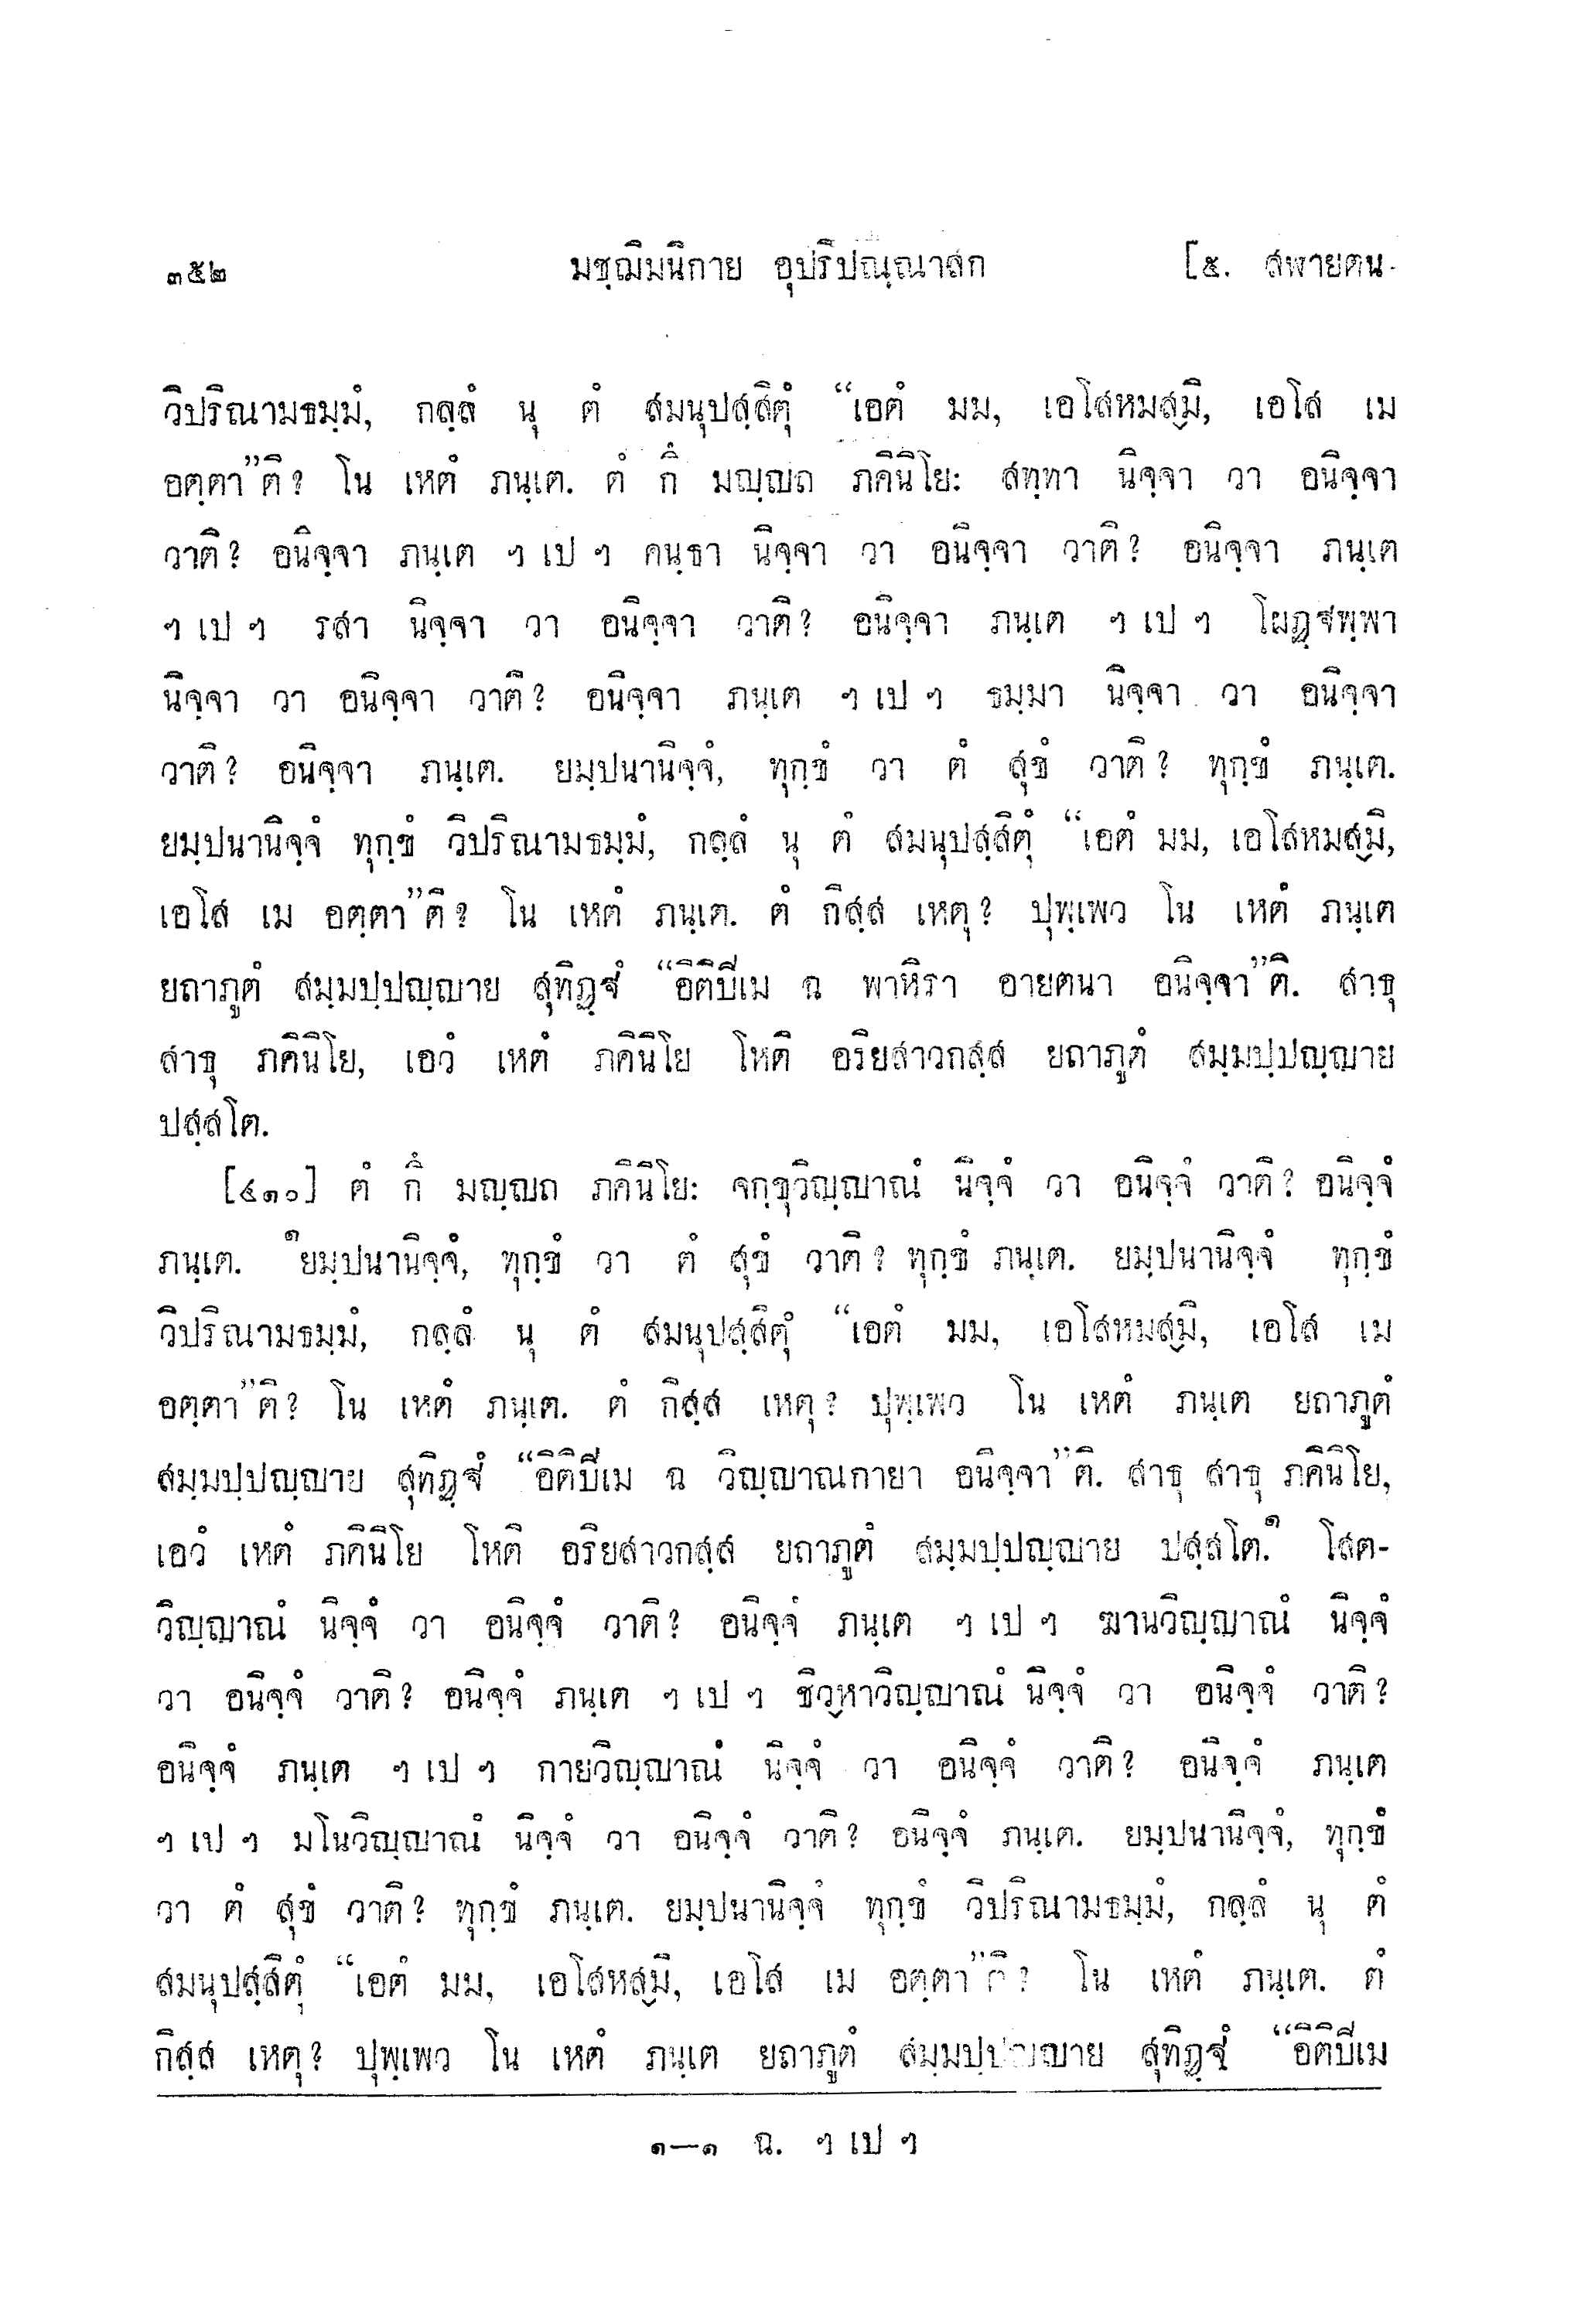 ๓๕๒ มชฺฌิมนิกาย อุปริปณฺณาสก [๕. สฬายตน-
วิปริณามธมฺมํ, กลฺลํ นุ ตํ สมนุปสฺสิตุํ “เอตํ มม, เอโสหมสฺมิ, เอโส เม
อตฺตา”ติ? โน เหตํ ภนฺเต. ตํ กึ มญฺญถ ภคินิโย: สทฺทา นิจฺจา วา อนิจฺจา
วาติ? อนิจฺจา ภนฺเต ฯ เป ฯ คนฺธา นิจฺจา วา อนิจฺจา วาติ? อนิจฺจา ภนฺเต
ฯ เป ฯ รสา นิจฺจา วา อนิจฺจา วาติ? อนิจฺจา ภนฺเต ฯ เป ฯ โผฏฺฐพฺพา
นิจฺจา วา อนิจฺจา วาติ? อนิจฺจา ภนฺเต ฯ เป ฯ ธมฺมา นิจฺจา วา อนิจฺจา
วาติ? อนิจฺจา ภนฺเต. ยมฺปนานิจฺจํ, ทุกฺขํ วา ตํ สุขํ วาติ? ทุกฺขํ ภนฺเต.
ยมฺปนานิจฺจํ ทุกฺขํ วิปริณามธมฺมํ, กลฺลํ นุ ตํ สมนุปสฺสิตุํ “เอตํ มม, เอโสหมสฺมิ,
เอโส เม อตฺตา”ติ? โน เหตํ ภนฺเต. ตํ กิสฺส เหตุ? ปุพฺเพว โน เหตํ ภนฺเต
ยถาภูตํ สมฺมปฺปญฺญาย สุทิฏฺฐํ “อิติปีเม ฉ พาหิรา อายตนา อนิจฺจา”ติ. สาธุ
สาธุ ภคินิโย, เอวํ เหตํ ภคินิโย โหติ อริยสาวกสฺส ยถาภูตํ สมฺมปฺปญฺญาย
ปสฺสโต.
[๔๑๐] ตํ กึ มญฺญถ ภคินิโย: จกฺขุวิญฺญาณํ นิจฺจํ วา อนิจฺจํ วาติ? อนิจฺจํ
ภนฺเต. ๑ยมฺปนานิจฺจํ, ทุกฺขํ วา ตํ สุขํ วาติ? ทุกฺขํ ภนฺเต. ยมฺปนานิจฺจํ ทุกฺขํ
วิปริณามธมฺมํ, กลฺลํ นุ ตํ สมนุปสฺสิตุํ “เอตํ มม, เอโสหมสฺมิ, เอโส เม
อตฺตา”ติ? โน เหตํ ภนฺเต. ตํ กิสฺส เหตุ? ปุพฺเพว โน เหตํ ภนฺเต ยถาภูตํ
สมฺมปฺปญฺญาย สุทิฏฺฐํ “อิติปีเม ฉ วิญฺญาณกายา อนิจฺจา”ติ. สาธุ สาธุ ภคินิโย,
เอวํ เหตํ ภคินิโย โหติ อริยสาวกสฺส ยถาภูตํ สมฺมปฺปญฺญาย ปสฺสโต.๑ โสต-
วิญฺญาณํ นิจฺจํ วา อนิจฺจํ วาติ? อนิจฺจํ ภนฺเต ฯ เป ฯ ฆานวิญฺญาณํ นิจฺจํ
วา อนิจฺจํ วาติ? อนิจฺจํ ภนฺเต ฯ เป ฯ ชิวฺหาวิญฺญาณํ นิจฺจํ วา อนิจฺจํ วาติ?
อนิจฺจํ ภนฺเต ฯ เป ฯ กายวิญฺญาณํ นิจฺจํ วา อนิจฺจํ วาติ? อนิจฺจํ ภนฺเต
ฯ เป ฯ มโนวิญฺญาณํ นิจฺจํ วา อนิจฺจํ วาติ? อนิจฺจํ ภนฺเต. ยมฺปนานิจฺจํ, ทุกฺขํ
วา ตํ สุขํ วาติ? ทุกฺขํ ภนฺเต. ยมฺปนานิจฺจํ ทุกฺขํ วิปริณามธมฺมํ, กลฺลํ นุ ตํ
สมนุปสฺสิตุํ “เอตํ มม, เอโสหสฺมิ, เอโส เม อตฺตา”ติ? โน เหตํ ภนฺเต. ตํ
กิสฺส เหตุ? ปุพฺเพว โน เหตํ ภนฺเต ยถาภูตํ สมฺมปฺปญฺญาย สุทิฏฺฐํ “อิติปีเม
๑—๑ ฉ. ฯ เป ฯ